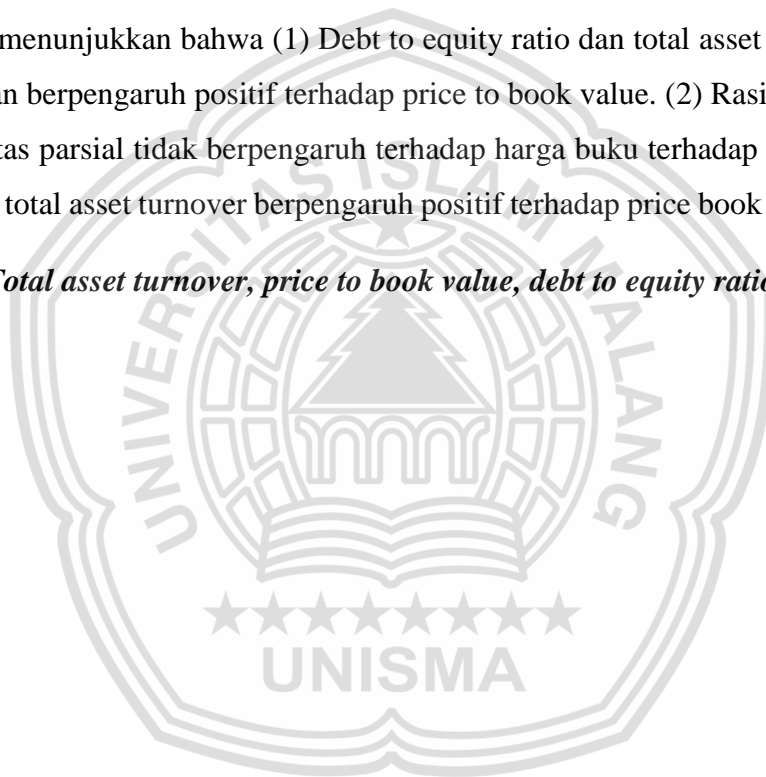 menunjukkan bahwa (1) Debt to equity ratio dan total asset
an berpengaruh positif terhadap price to book value. (2) Rasi
tas parsial tidak berpengaruh terhadap harga buku terhadap
total asset turnover berpengaruh positif terhadap price book
Total asset turnover, price to book value, debt to equity ratio
UNIVERSITAS ISLAM MALANG
UNISMA